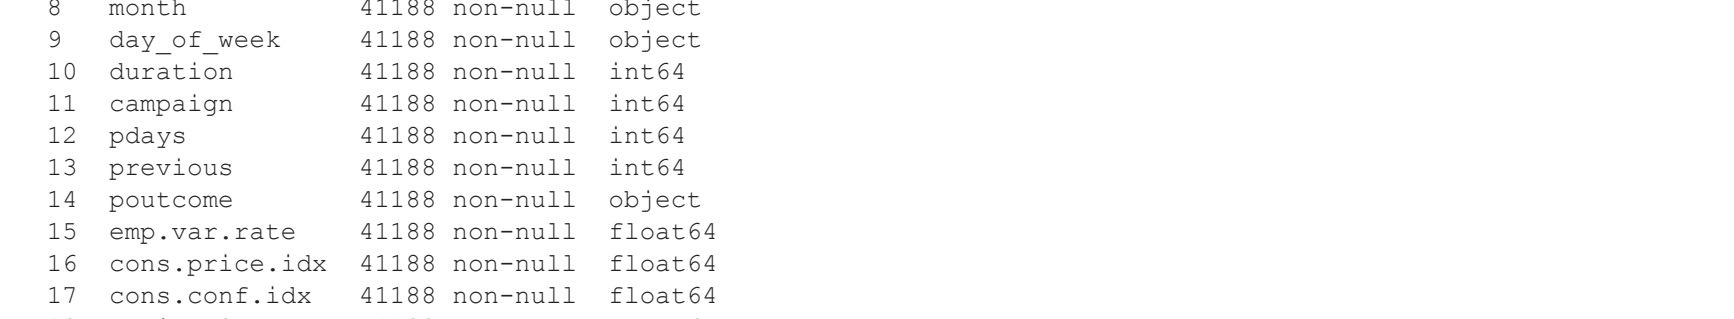 8 month 41188 non-null object
9 day_of_week 41188 non-null object
10 duration 41188 non-null int64
11 campaign 41188 non-null int64
12 pdays 41188 non-null int64
13 previous 41188 non-null int64
14 poutcome 41188 non-null object
15 emp.var.rate 41188 non-null float64
16 cons.price.idx 41188 non-null float64
17 cons.conf.idx 41188 non-null float64